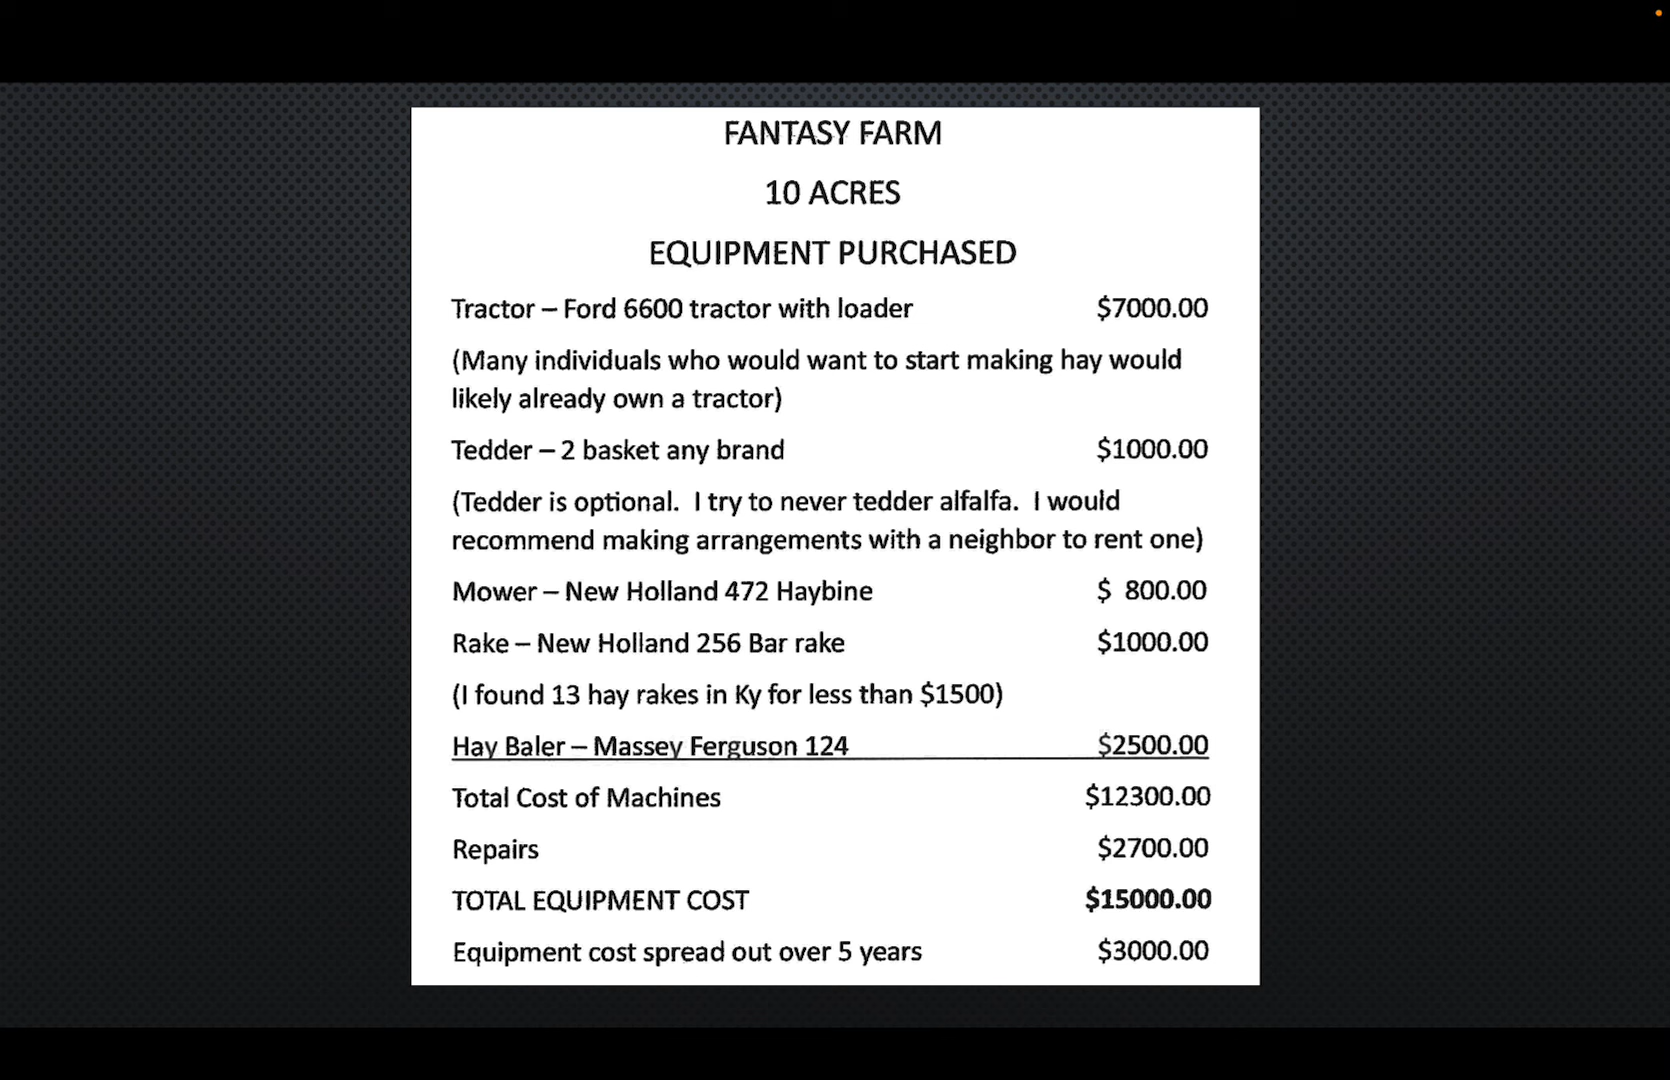 FANTASY FARM
10 ACRES
EQUIPMENT PURCHASED
Tractor – Ford 6600 tractor with loader $7000.00
(Many individuals who would want to start making hay would
likely already own a tractor)
Tedder – 2 basket any brand $1000.00
(Tedder is optional. I try to never tedder alfalfa. I would
recommend making arrangements with a neighbor to rent one)
Mower – New Holland 472 Haybine $ 800.00
Rake – New Holland 256 Bar rake $1000.00
(I found 13 hay rakes in Ky for less than $1500)
Hay Baler – Massey Ferguson 124 $2500.00
Total Cost of Machines $12300.00
Repairs $2700.00
TOTAL EQUIPMENT COST $15000.00
Equipment cost spread out over 5 years $3000.00